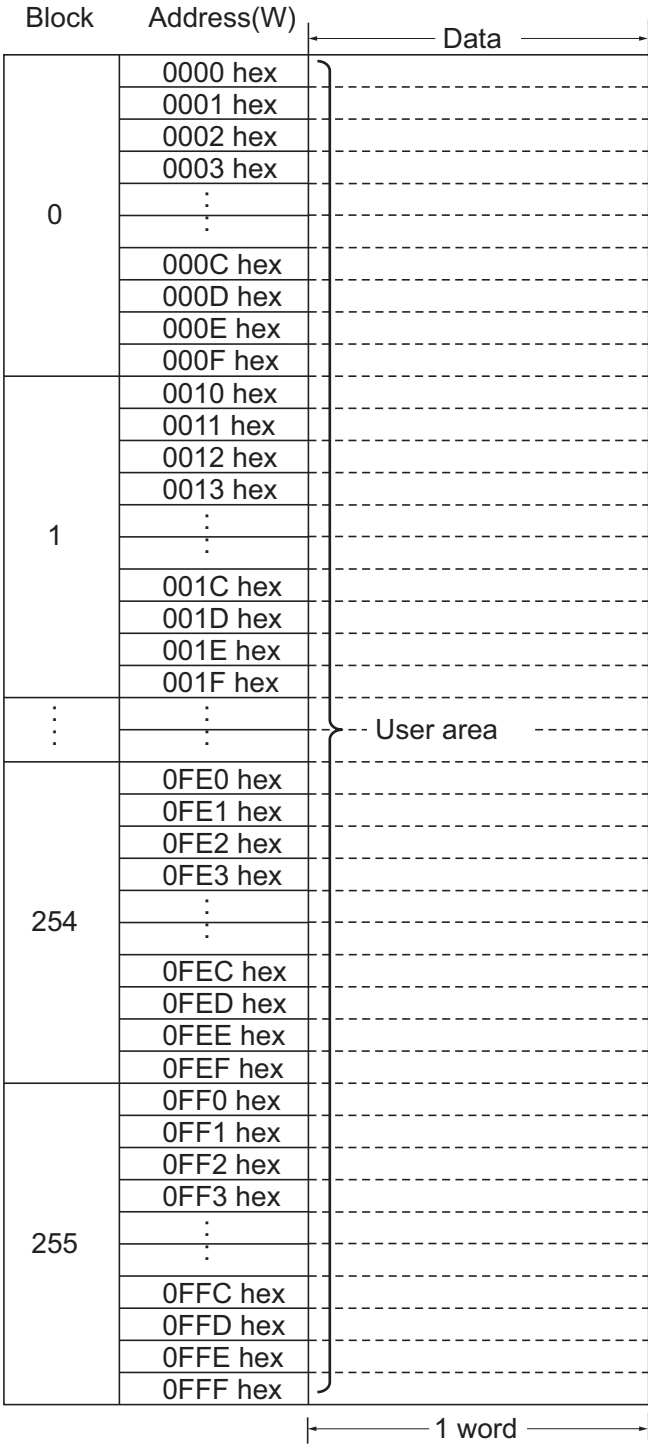 Block Address(W)
Data
0000 hex
0001 hex
0002 hex
0003 hex
0
000C hex
000D hex
000E hex
000F hex
0010 hex
0011 hex
0012 hex
0013 hex
1
001C hex
001D hex
001E hex
001F hex
User area
0FE0 hex
0FE1 hex
0FE2 hex
0FE3 hex
254
0FEC hex
0FED hex
0FEE hex
0FEF hex
0FF0 hex
0FF1 hex
0FF2 hex
0FF3 hex
255
0FFC hex
0FFD hex
0FFE hex
0FFF hex
1 word